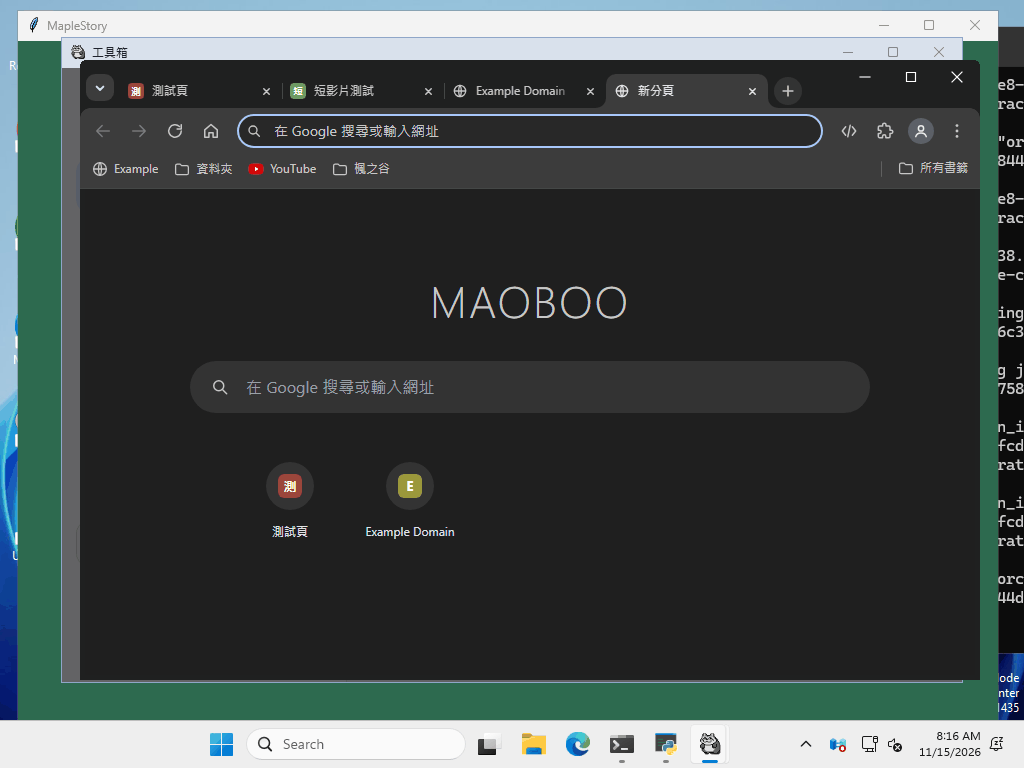 MapleStory
工具箱
測試頁
短影片測試
Example Domain
新分頁
在 Google 搜尋或輸入網址
Example
資料夾
YouTube
楓之谷
所有書籤
MAOBOO
在 Google 搜尋或輸入網址
測
測試頁
E
Example Domain
Search
8:16 AM
11/15/2026